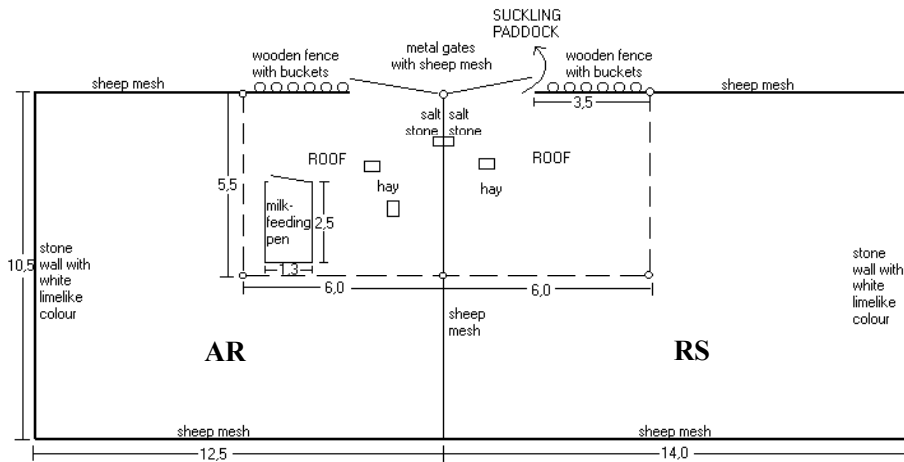 SUCKLING
PADDOCK
metal gates
with sheep mesh
wooden fence
with buckets
wooden fence
with buckets
sheep mesh
sheep mesh
3,5
salt
stone
salt
stone
ROOF
ROOF
hay
hay
5,5
milk-
feeding
pen
2,5
1,3
10,5
stone
wall with
white
limelike
colour
stone
wall with
white
limelike
colour
6,0
6,0
sheep
mesh
AR
RS
sheep mesh
sheep mesh
12,5
14,0